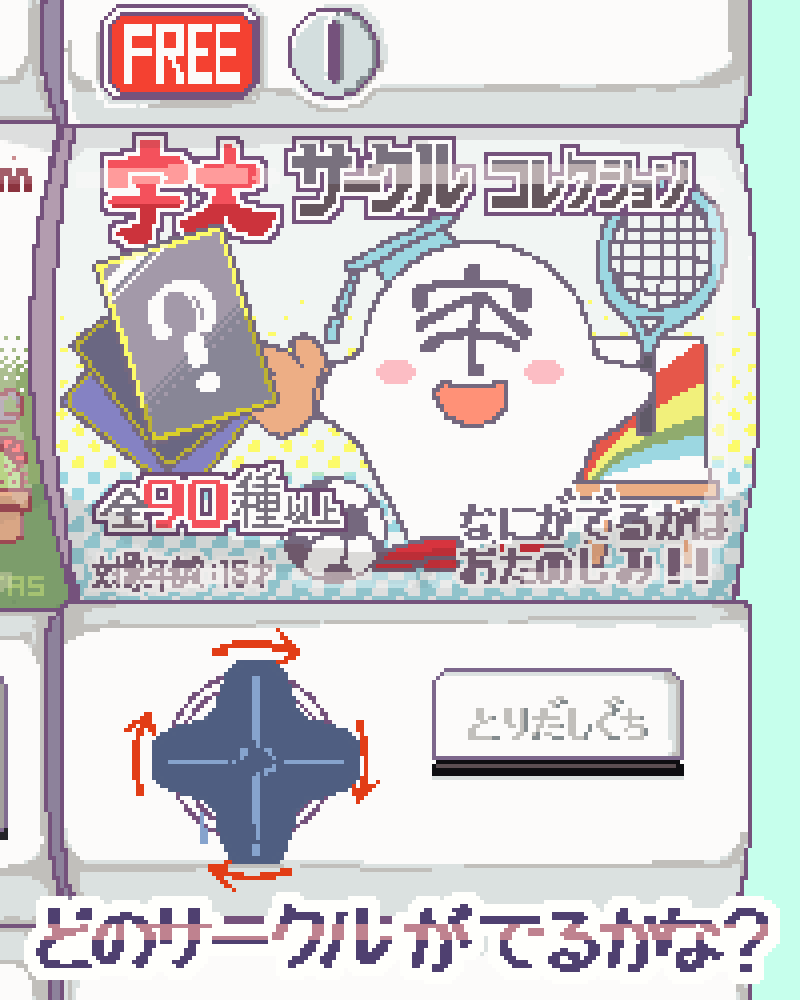 FREE
宇大サークルコレクション
?
全90種以上
対象年齢:15才
なにがでるかは
おたのしみ!!
とりだしぐち
どのサークルがでるかな?